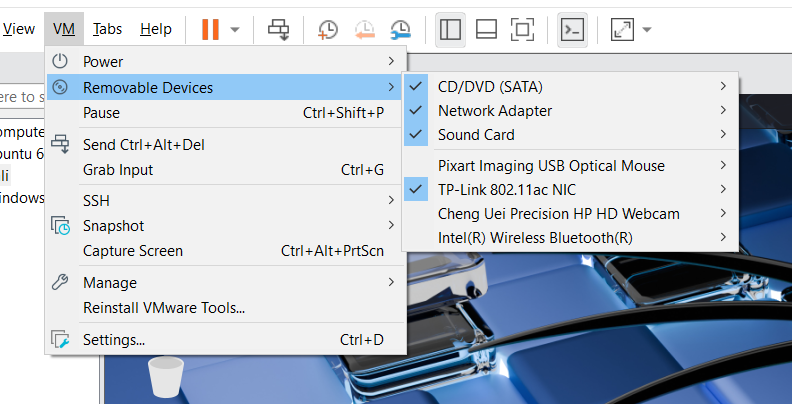 View VM Tabs Help
Power
Removable Devices
Pause Ctrl+Shift+P
Send Ctrl+Alt+Del
Grab Input Ctrl+G
SSH
Snapshot
Capture Screen Ctrl+Alt+PrtScn
Manage
Reinstall VMware Tools...
Settings... Ctrl+D
CD/DVD (SATA)
Network Adapter
Sound Card
Pixart Imaging USB Optical Mouse
TP-Link 802.11ac NIC
Cheng Uei Precision HP HD Webcam
Intel(R) Wireless Bluetooth(R)
ere to s
ompute
buntu 6
li
indows